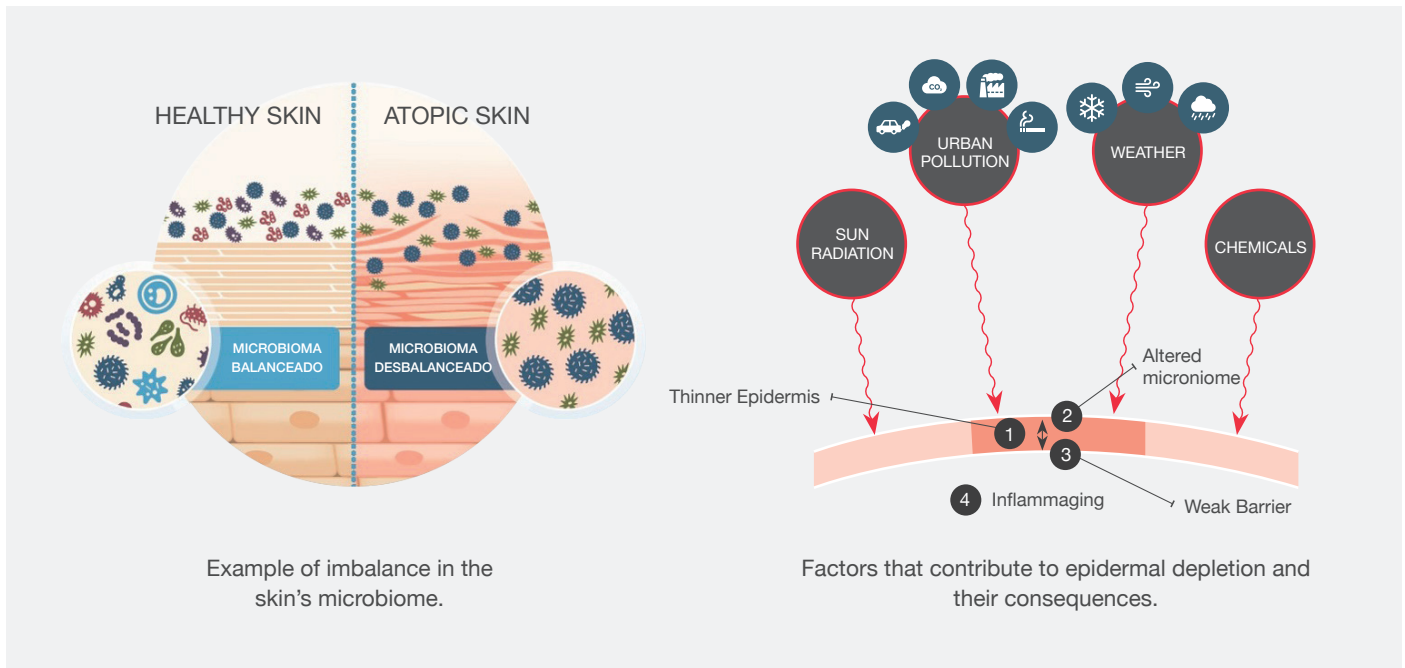 HEALTHY SKIN
ATOPIC SKIN
MICROBIOMA
BALANCEADO
MICROBIOMA
DESBALANCEADO
Example of imbalance in the
skin's microbiome.
CO₂
URBAN
POLLUTION
WEATHER
SUN
RADIATION
CHEMICALS
Altered
microniome
Thinner Epidermis
1
2
3
4 Inflammaging
Weak Barrier
Factors that contribute to epidermal depletion and
their consequences.